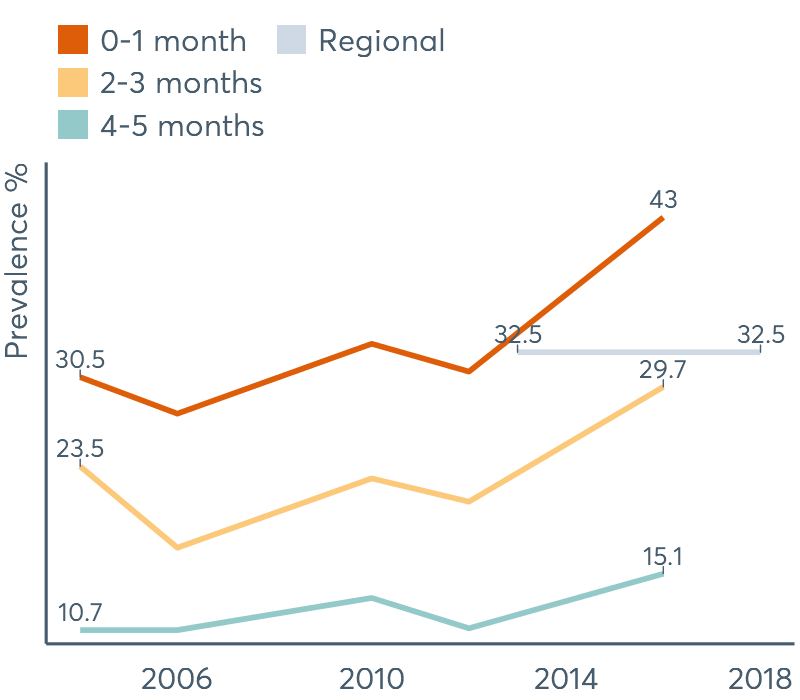 0-1 month Regional
2-3 months
4-5 months
Prevalence %
43
32.5 32.5
30.5
29.7
23.5
15.1
10.7
2006 2010 2014 2018